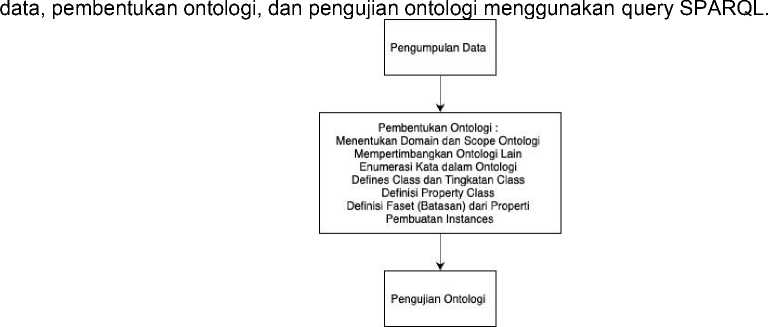 data, pembentukan ontologi, dan pengujian ontologi menggunakan query SPARQL.
Pengumpulan Data
Pembentukan Ontologi :
Menentukan Domain dan Scope Ontologi
Mempertimbangkan Ontologi Lain
Enumerasi Kata dalam Ontologi
Defines Class dan Tingkatan Class
Definisi Property Class
Definisi Faset (Batasan) dari Properti
Pembuatan Instances
Pengujian Ontologi